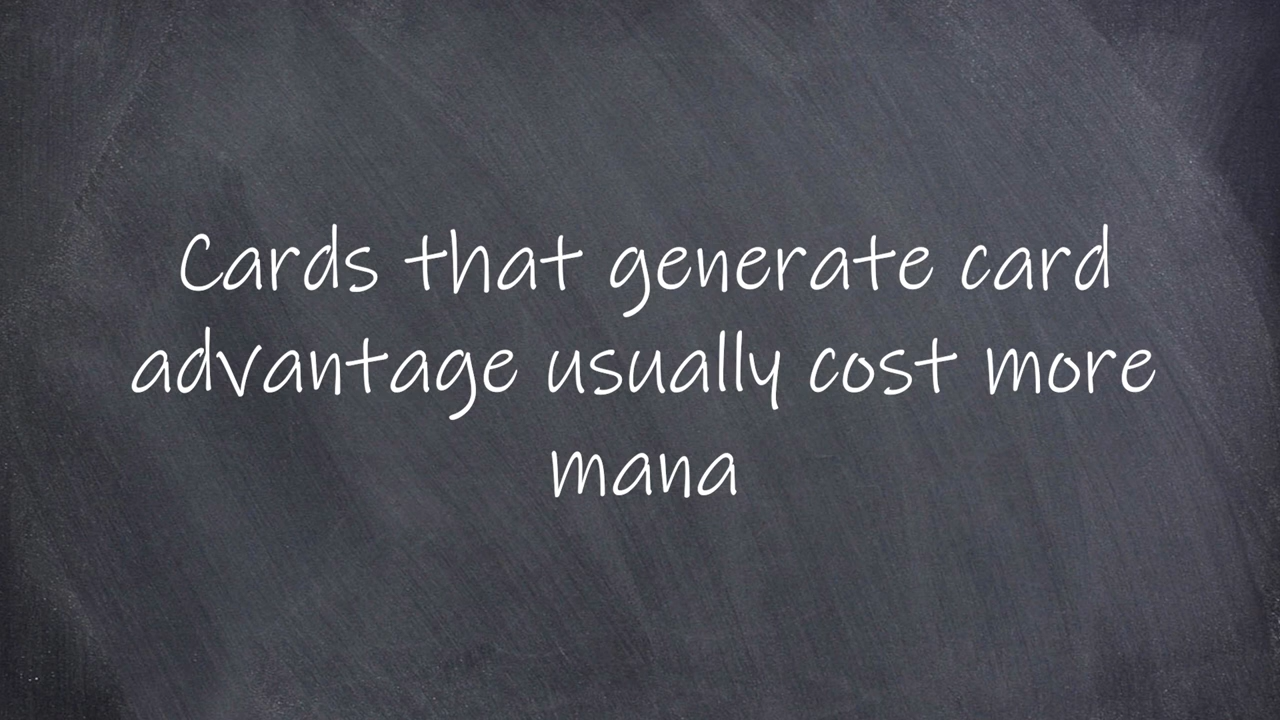 Cards that generate card
advantage usually cost more
mana